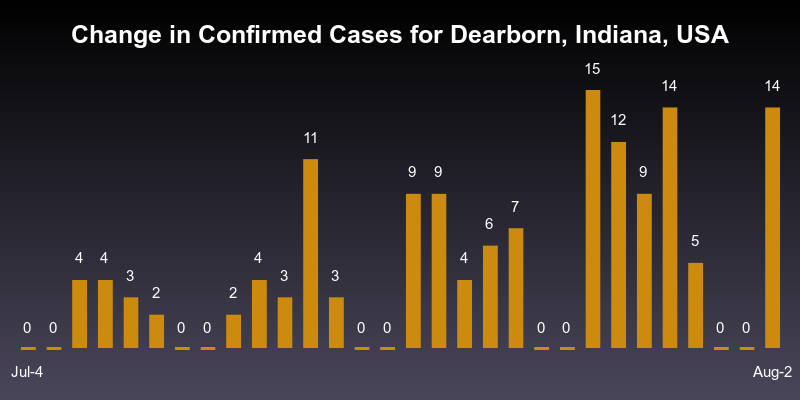 Change in Confirmed Cases for Dearborn, Indiana, USA
0 0 4 4 3 2 0 0 2 4 3 11 3 0 0 9 9 4 6 7 0 0 15 12 9 14 5 0 0 14
Jul-4 Aug-2